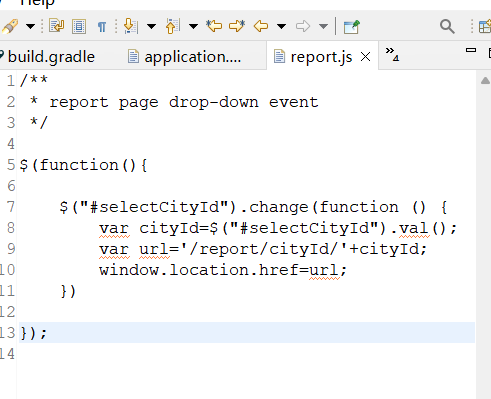 Help
build.gradle
application....
report.js
4
1 /**
2  * report page drop-down event
3  */
4
5 $(function(){
6
7     $("#selectCityId").change(function () {
8         var cityId=$("#selectCityId").val();
9         var url='/report/cityId/'+cityId;
10         window.location.href=url;
11     })
12
13 });
14